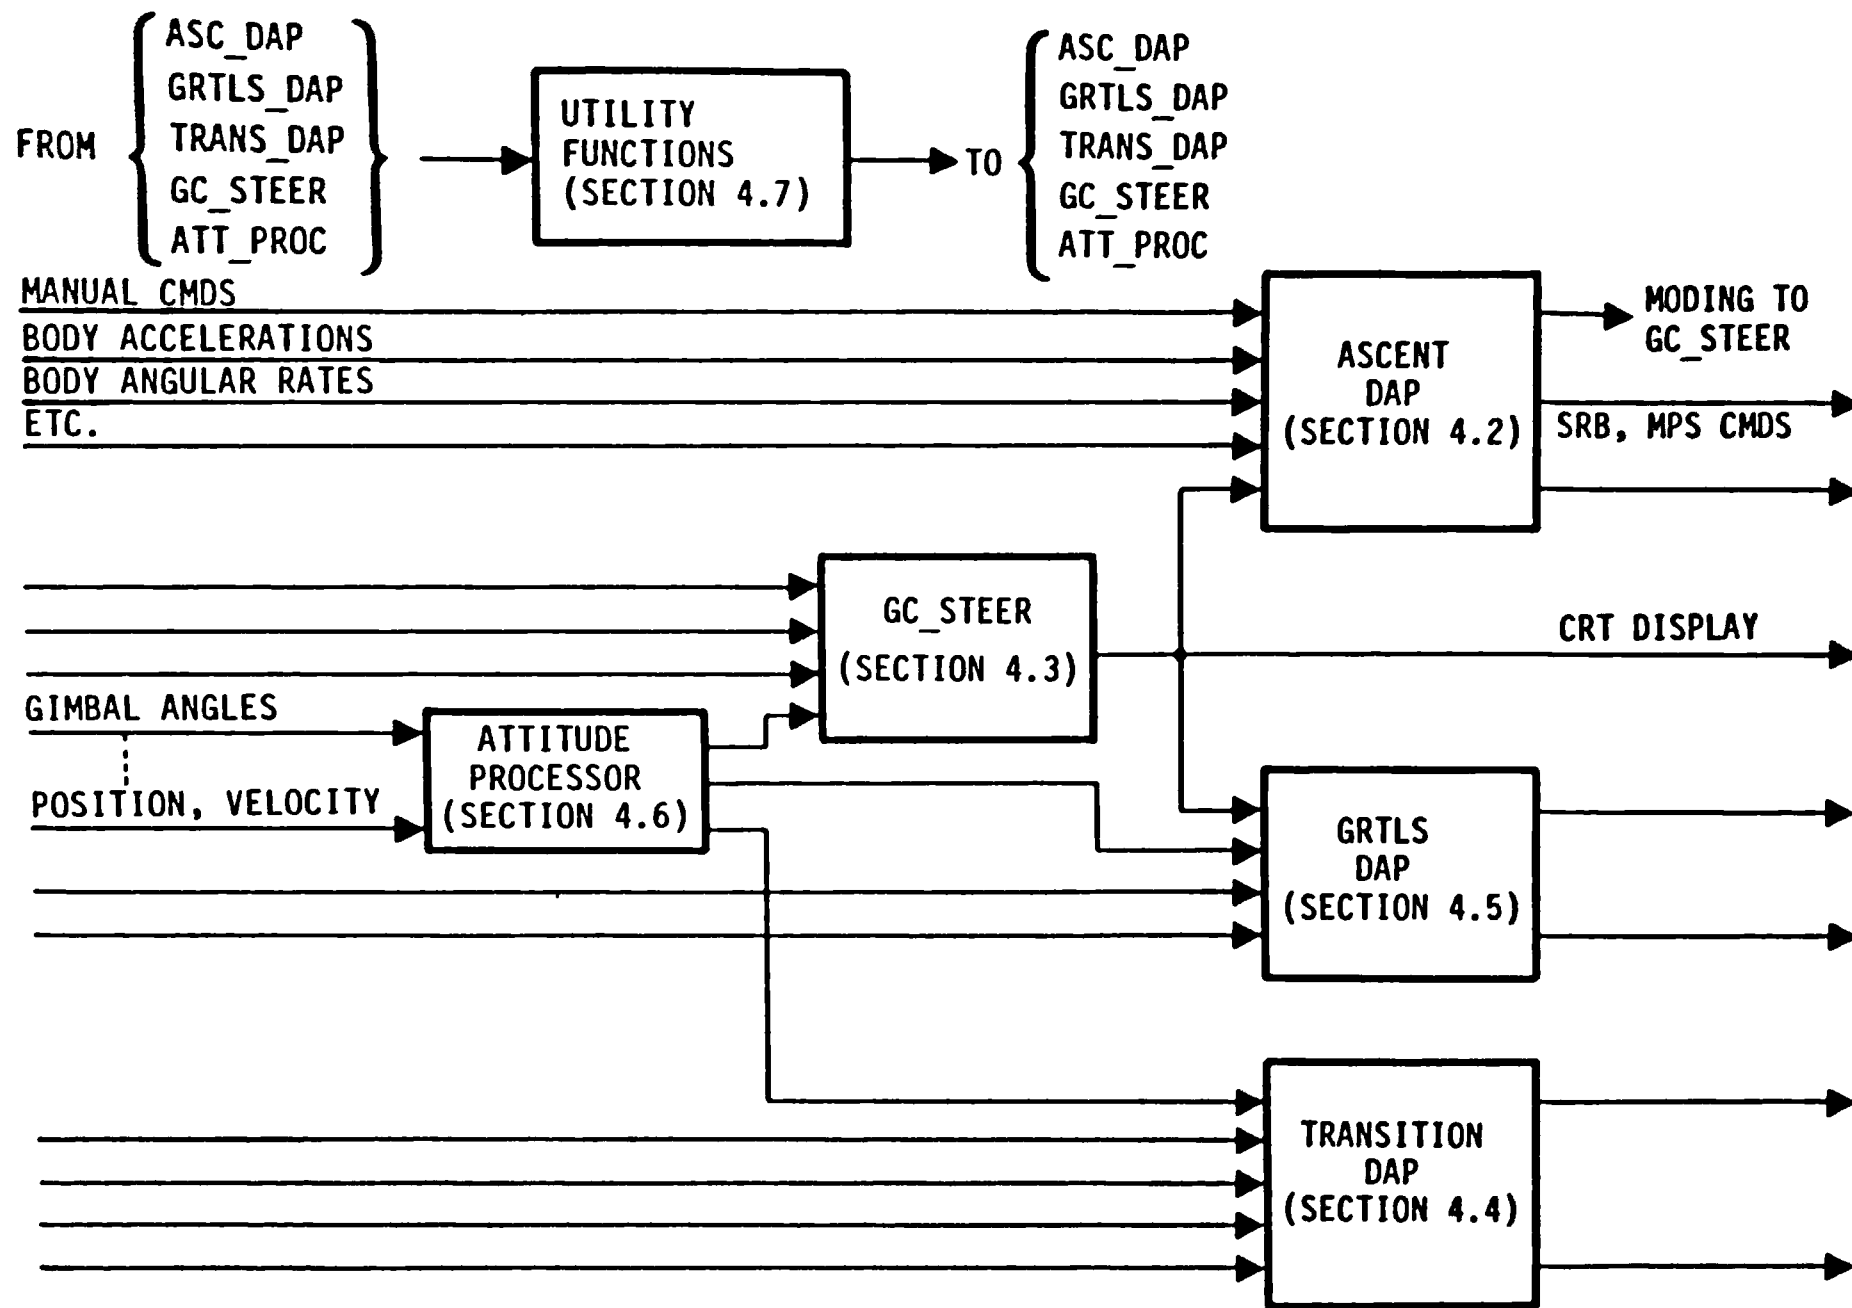 FROM
ASC_DAP
GRTLS_DAP
TRANS_DAP
GC_STEER
ATT_PROC
UTILITY
FUNCTIONS
(SECTION 4.7)
TO
ASC_DAP
GRTLS_DAP
TRANS_DAP
GC_STEER
ATT_PROC
MANUAL CMDS
BODY ACCELERATIONS
BODY ANGULAR RATES
ETC.
ASCENT
DAP
(SECTION 4.2)
MODING TO
GC_STEER
SRB, MPS CMDS
GC_STEER
(SECTION 4.3)
CRT DISPLAY
GIMBAL ANGLES
POSITION, VELOCITY
ATTITUDE
PROCESSOR
(SECTION 4.6)
GRTLS
DAP
(SECTION 4.5)
TRANSITION
DAP
(SECTION 4.4)